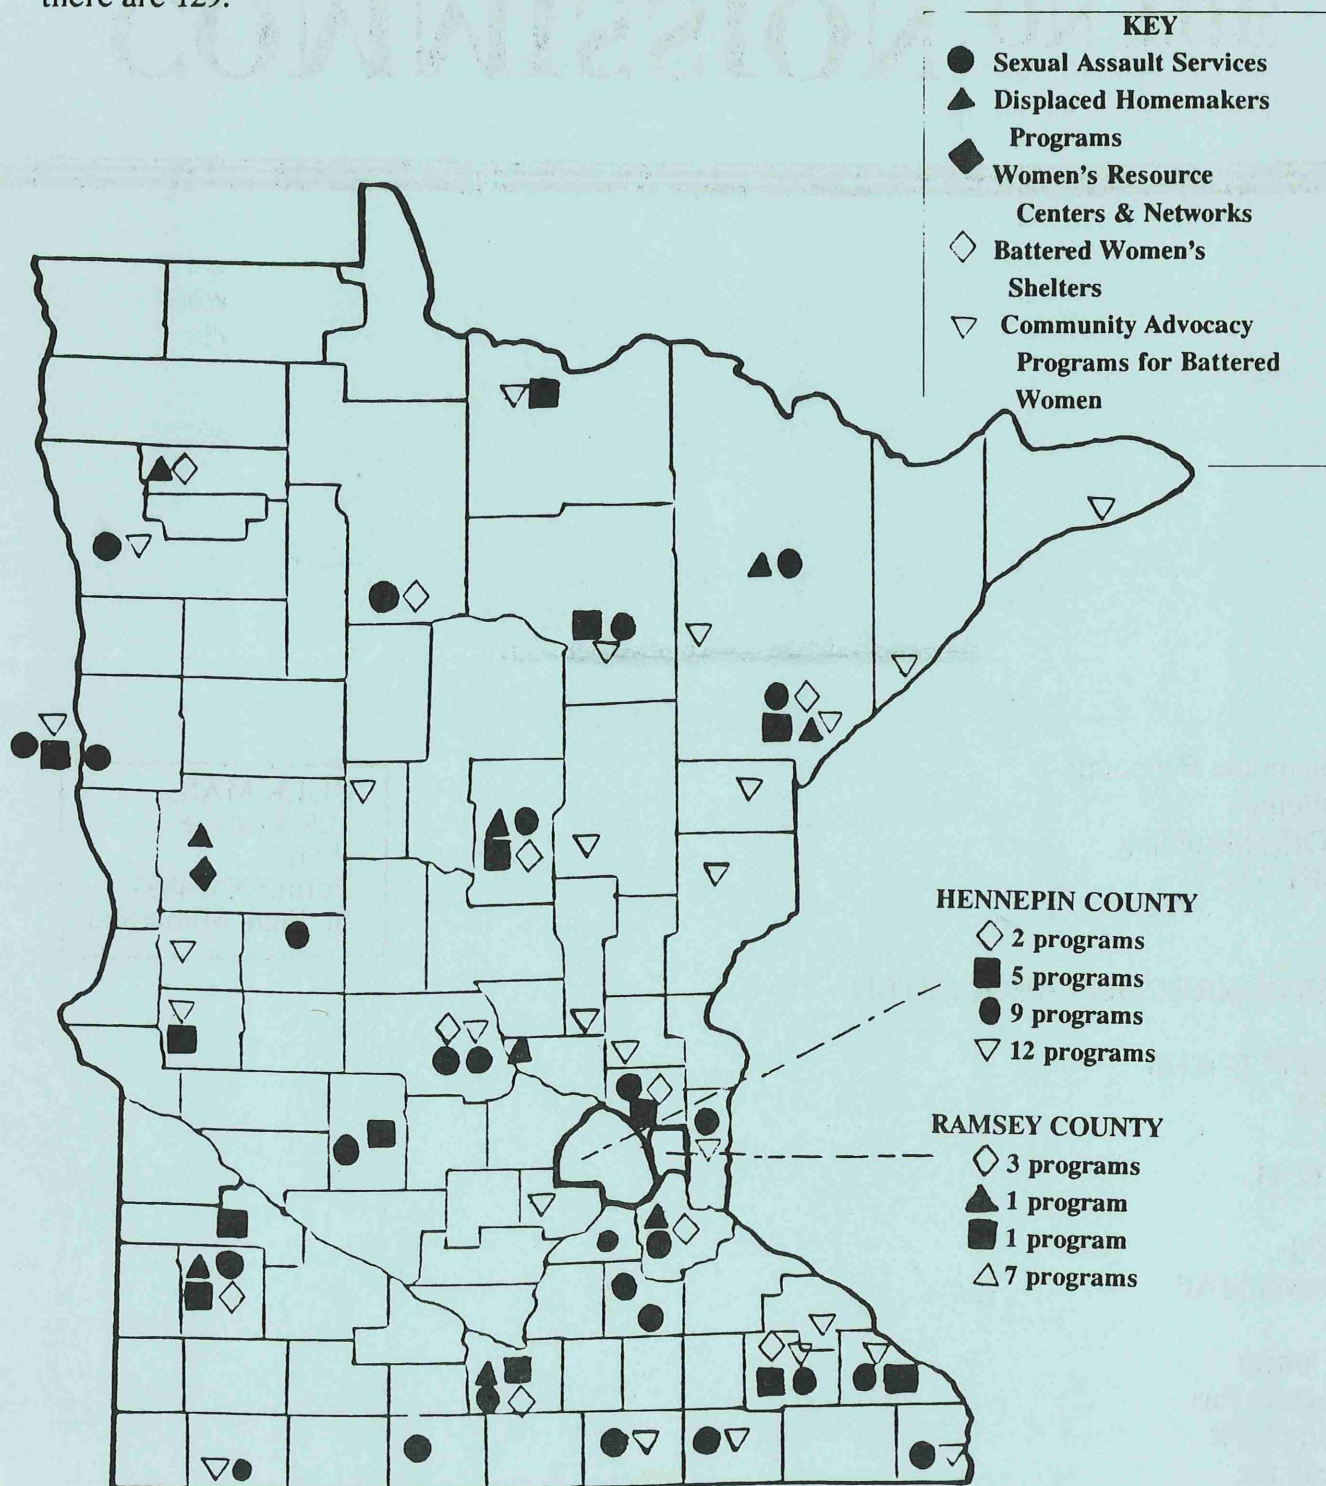 there are 129.
KEY
Sexual Assault Services
Displaced Homemakers
Programs
Women's Resource
Centers & Networks
Battered Women's
Shelters
Community Advocacy
Programs for Battered
Women
HENNEPIN COUNTY
2 programs
5 programs
9 programs
12 programs
RAMSEY COUNTY
3 programs
1 program
1 program
7 programs